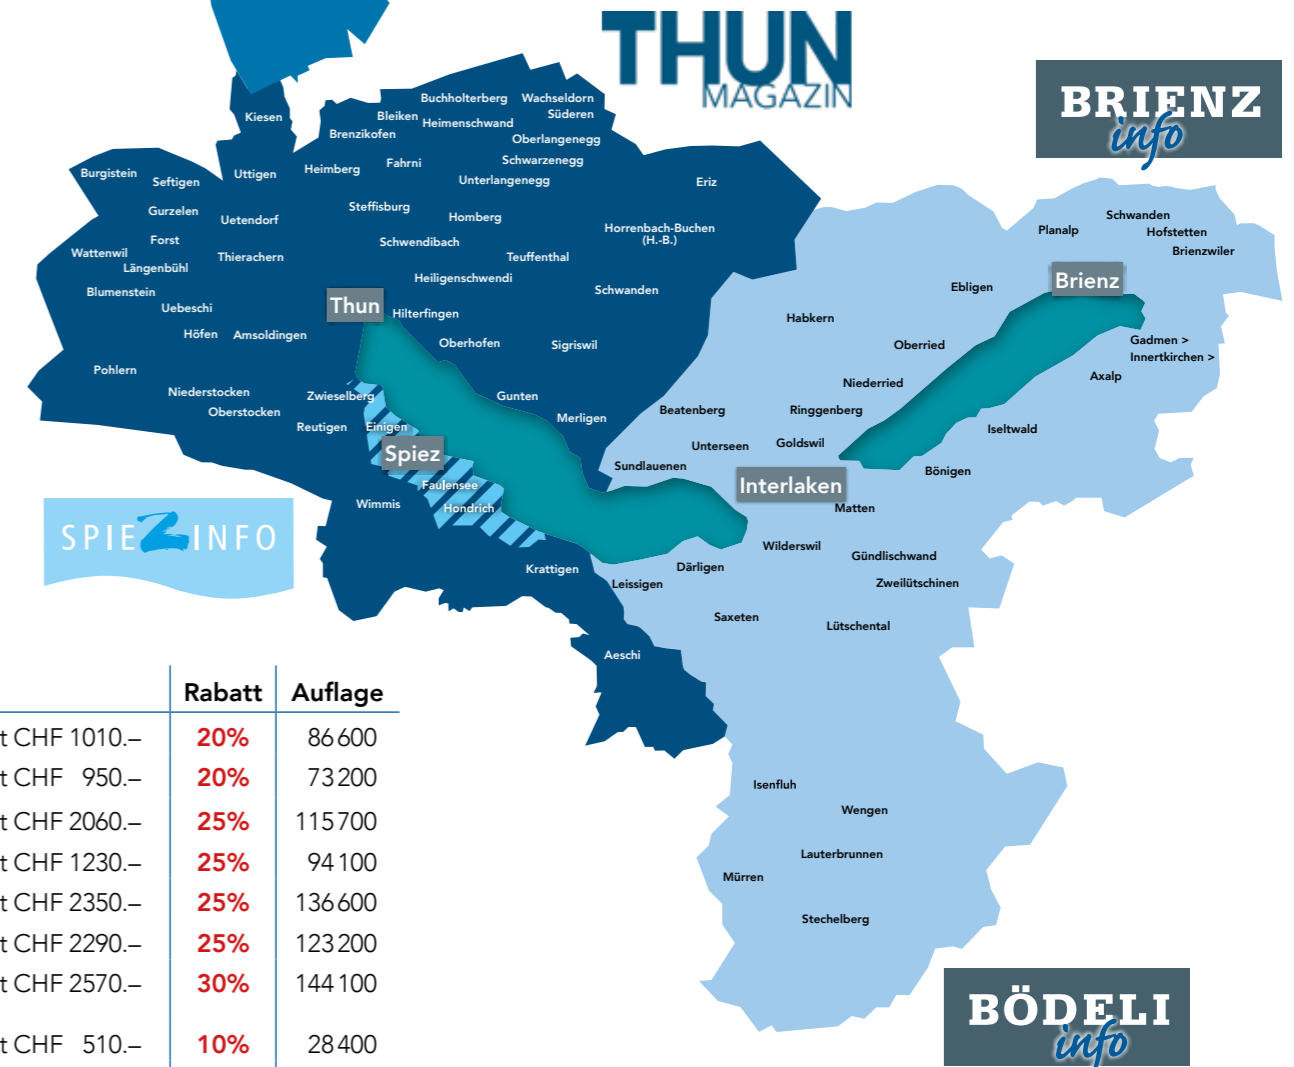 THUN
MAGAZIN
BRIENZ
info
Kiesen
Buchholterberg
Wachseldorn
Süderen
Bleiken
Heimenschwand
Brenzikofen
Oberlangenegg
Burgistein
Seftigen
Uttigen
Heimberg
Fahrni
Schwarzenegg
Unterlangenegg
Eriz
Gurzelen
Uetendorf
Steffisburg
Homberg
Horrenbach-Buchen
(H.-B.)
Schwanden
Hofstetten
Planalp
Brienzwiler
Forst
Wattenwil
Thierachern
Schwendibach
Teuffenthal
Längenbühl
Heiligenschwendi
Brienz
Blumenstein
Uebeschi
Thun
Hilterfingen
Schwanden
Ebligen
Habkern
Höfen
Amsoldingen
Oberhofen
Sigriswil
Oberried
Gadmen >
Innertkirchen >
Pohlern
Axalp
Niederstocken
Zwieselberg
Gunten
Niederried
Oberstocken
Merligen
Beatenberg
Ringgenberg
Reutigen
Einigen
Iseltwald
Spiez
Unterseen
Goldswil
Sundlauenen
Bönigen
Faulensee
Interlaken
Wimmis
Hondrich
Matten
SPIEZINFO
Wilderswil
Gündlischwand
Krattigen
Därligen
Leissigen
Zweilütschinen
Saxeten
Lütschental
Aeschi
Isenfluh
Wengen
Lauterbrunnen
Mürren
Stechelberg
Rabatt Auflage
t CHF 1010.– 20% 86 600
t CHF 950.– 20% 73 200
t CHF 2060.– 25% 115 700
t CHF 1230.– 25% 94 100
t CHF 2350.– 25% 136 600
t CHF 2290.– 25% 123 200
t CHF 2570.– 30% 144 100
t CHF 510.– 10% 28 400
BÖDELI
info